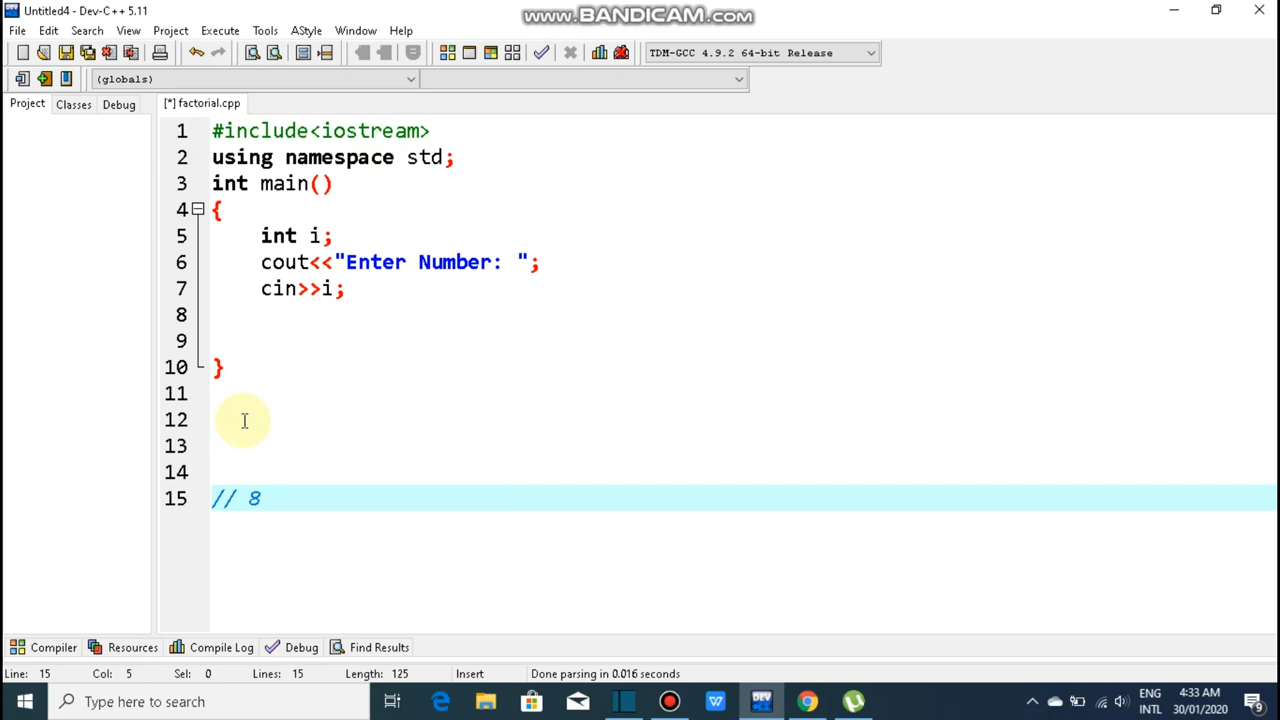 Untitled4 - Dev-C++ 5.11
www.BANDICAM.com
File Edit Search View Project Execute Tools AStyle Window Help
TDM-GCC 4.9.2 64-bit Release
(globals)
Project Classes Debug [*] factorial.cpp
1 #include<iostream>
2 using namespace std;
3 int main()
4 {
5 int i;
6 cout<<"Enter Number: ";
7 cin>>i;
8
9
10 }
11
12
13
14
15 // 8
Compiler Resources Compile Log Debug Find Results
Line: 15 Col: 5 Sel: 0 Lines: 15 Length: 125 Insert Done parsing in 0.016 seconds
Type here to search
DEV
W
ENG
INTL
4:33 AM
30/01/2020
9